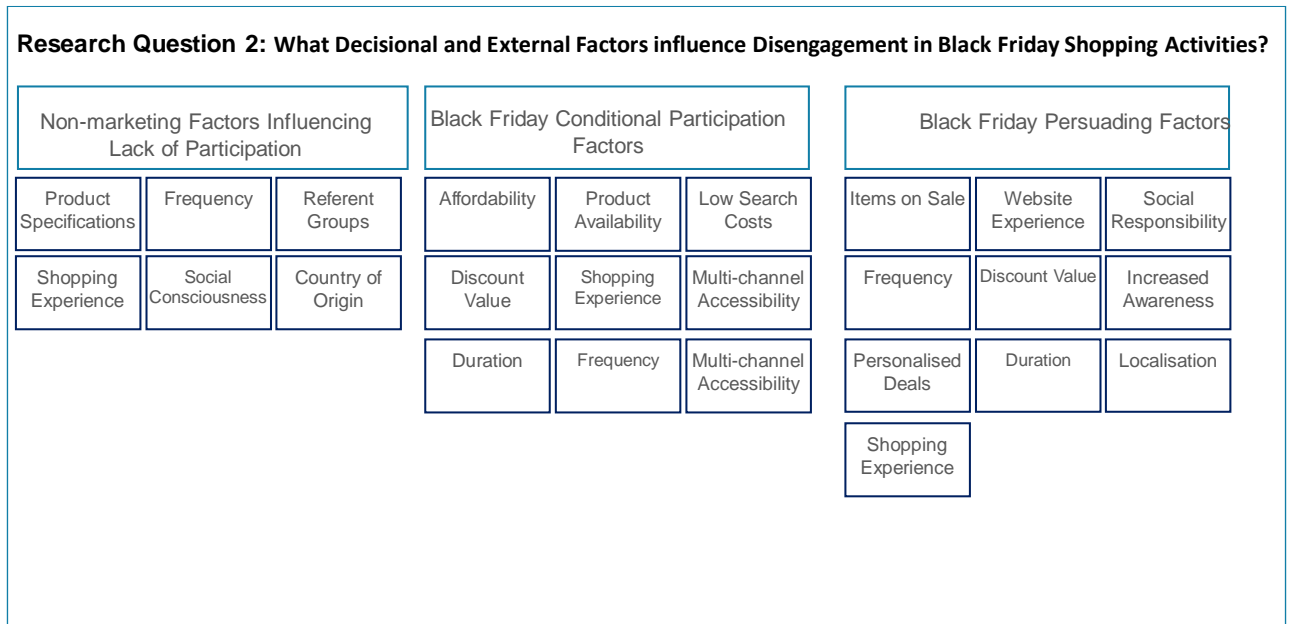 Research Question 2: What Decisional and External Factors influence Disengagement in Black Friday Shopping Activities?
Non-marketing Factors Influencing
Lack of Participation
Product
Specifications
Frequency
Referent
Groups
Shopping
Experience
Social
Consciousness
Country of
Origin
Black Friday Conditional Participation
Factors
Affordability
Product
Availability
Low Search
Costs
Discount
Value
Shopping
Experience
Multi-channel
Accessibility
Duration
Frequency
Multi-channel
Accessibility
Black Friday Persuading Factors
Items on Sale
Website
Experience
Social
Responsibility
Frequency
Discount Value
Increased
Awareness
Personalised
Deals
Duration
Localisation
Shopping
Experience